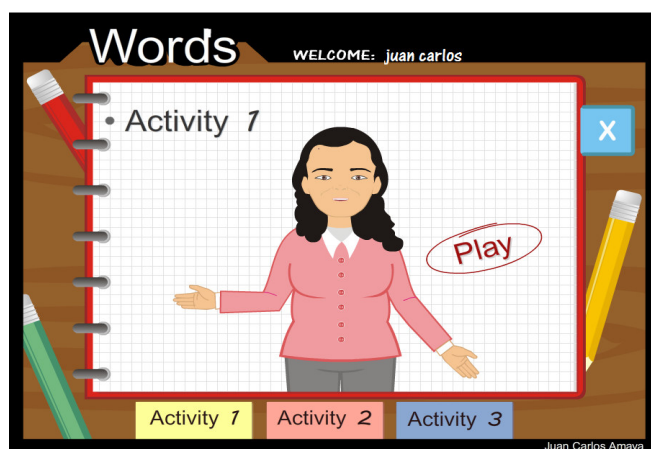 Words
WELCOME: juan carlos
• Activity 1
X
Play
Activity 1
Activity 2
Activity 3
Juan Carlos Amaya